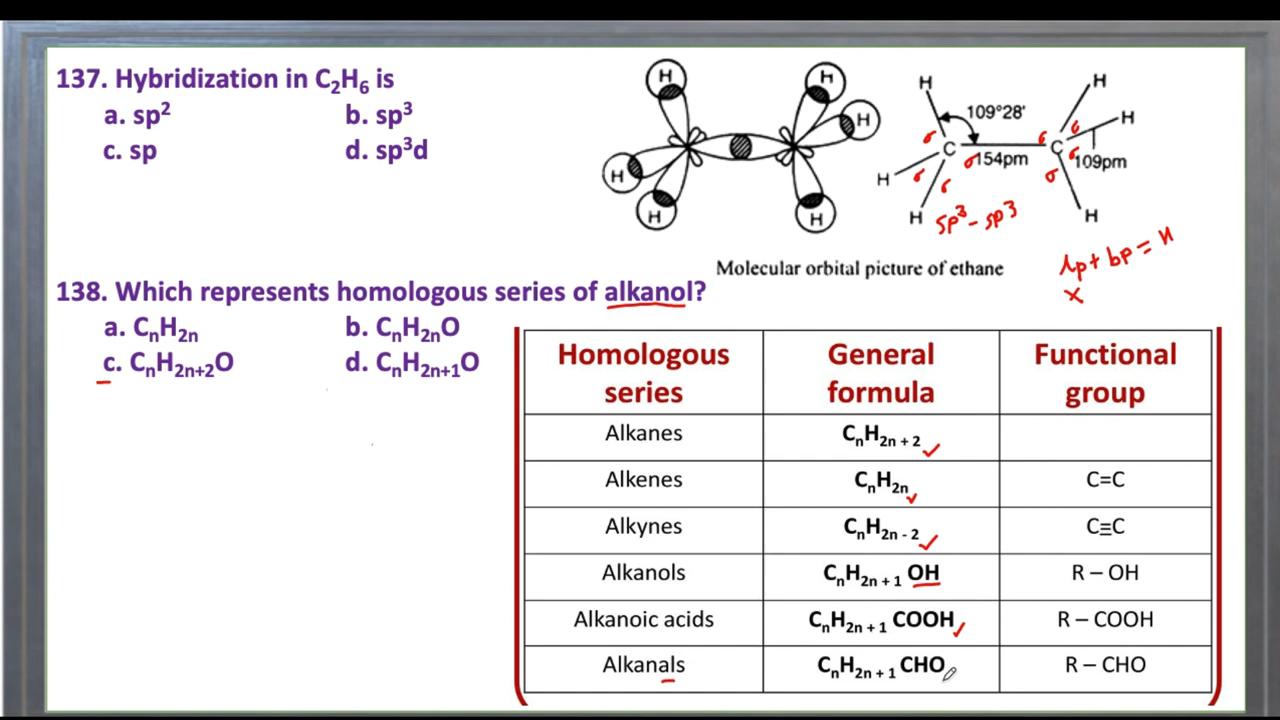 137. Hybridization in C₂H₆ is
a. sp² b. sp³
c. sp d. sp³d
H H H H H H
H H H H H H
C C
109°28'
154pm
109pm
σ σ σ σ σ σ σ σ
sp³ - sp³
lp + bp = H
x
Molecular orbital picture of ethane
138. Which represents homologous series of alkanol?
a. CₙH₂ₙ b. CₙH₂ₙO
c. CₙH₂ₙ₊₂O d. CₙH₂ₙ₊₁O
Homologous series General formula Functional group
Alkanes CₙH₂ₙ ₊ ₂
Alkenes CₙH₂ₙ C=C
Alkynes CₙH₂ₙ ₋ ₂ C≡C
Alkanols CₙH₂ₙ ₊ ₁ OH R – OH
Alkanoic acids CₙH₂ₙ ₊ ₁ COOH R – COOH
Alkanals CₙH₂ₙ ₊ ₁ CHO R – CHO